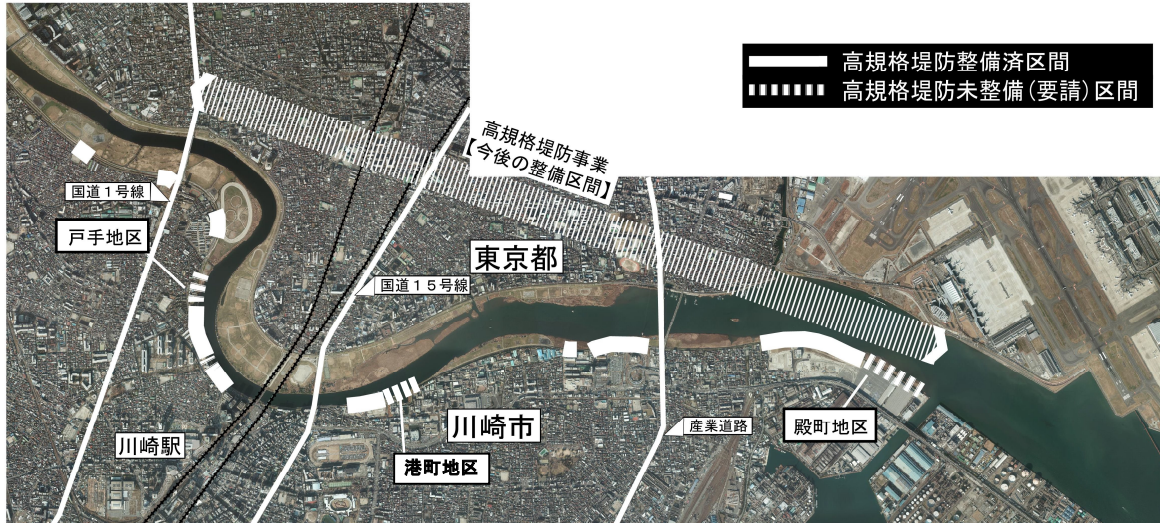 高規格堤防整備済区間
高規格堤防未整備(要請)区間
高規格堤防事業
【今後の整備区間】
国道1号線
戸手地区
東京都
国道15号線
川崎市
川崎駅
港町地区
産業道路
殿町地区